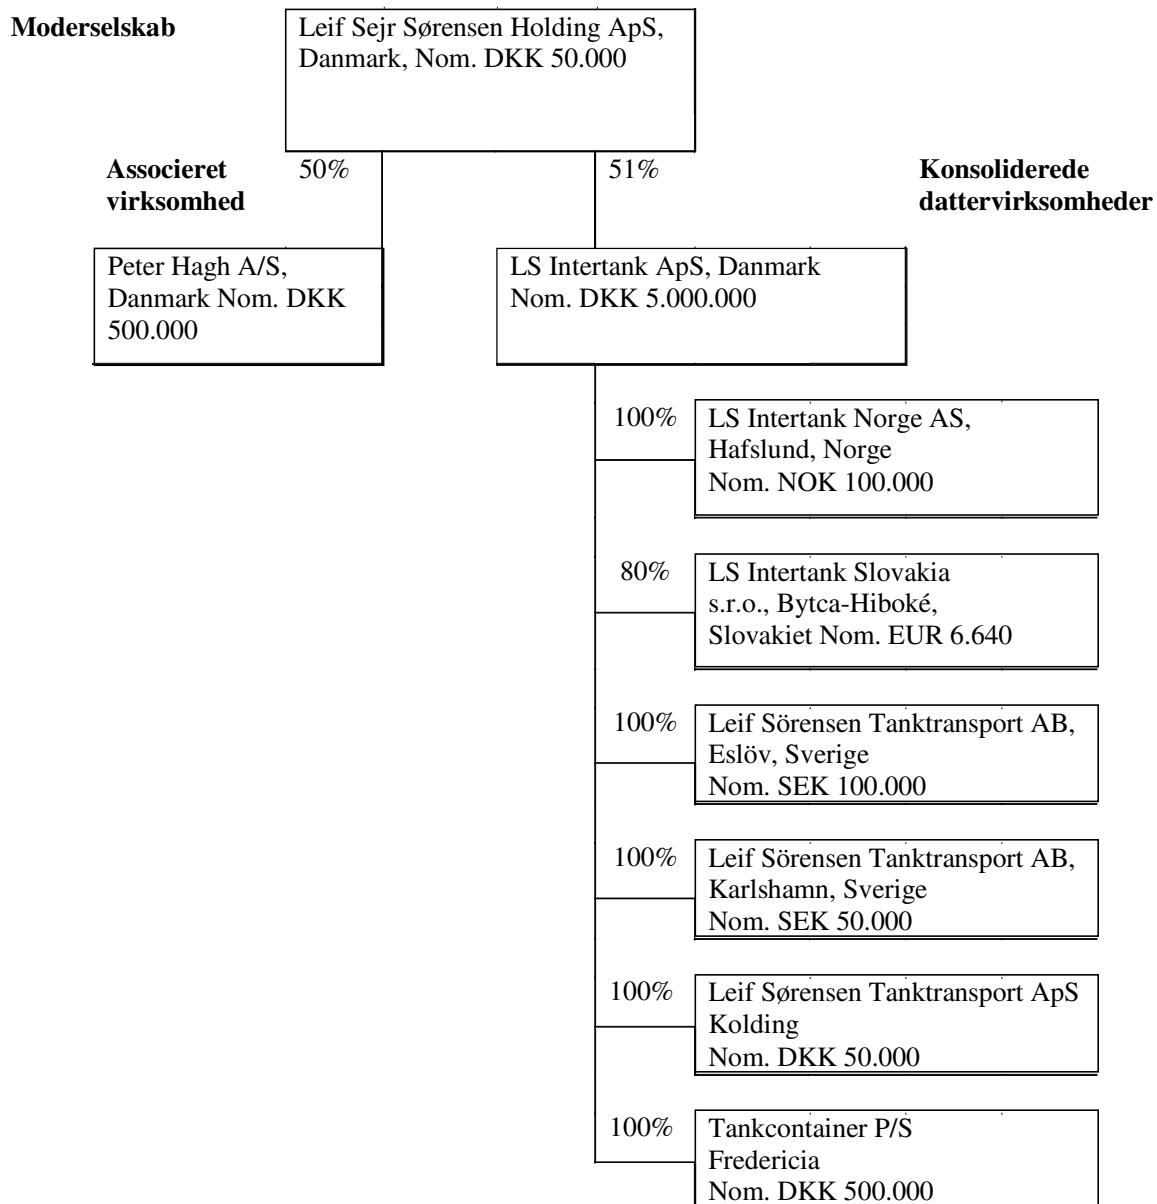 Moderselskab
Leif Sejr Sørensen Holding ApS,
Danmark, Nom. DKK 50.000
Associeret
virksomhed
50%
51%
Konsoliderede
dattervirksomheder
Peter Hagh A/S,
Danmark Nom. DKK
500.000
LS Intertank ApS, Danmark
Nom. DKK 5.000.000
100%
LS Intertank Norge AS,
Hafslund, Norge
Nom. NOK 100.000
80%
LS Intertank Slovakia
s.r.o., Bytca-Hiboké,
Slovakiet Nom. EUR 6.640
100%
Leif Sörensen Tanktransport AB,
Eslöv, Sverige
Nom. SEK 100.000
100%
Leif Sörensen Tanktransport AB,
Karlshamn, Sverige
Nom. SEK 50.000
100%
Leif Sørensen Tanktransport ApS
Kolding
Nom. DKK 50.000
100%
Tankcontainer P/S
Fredericia
Nom. DKK 500.000